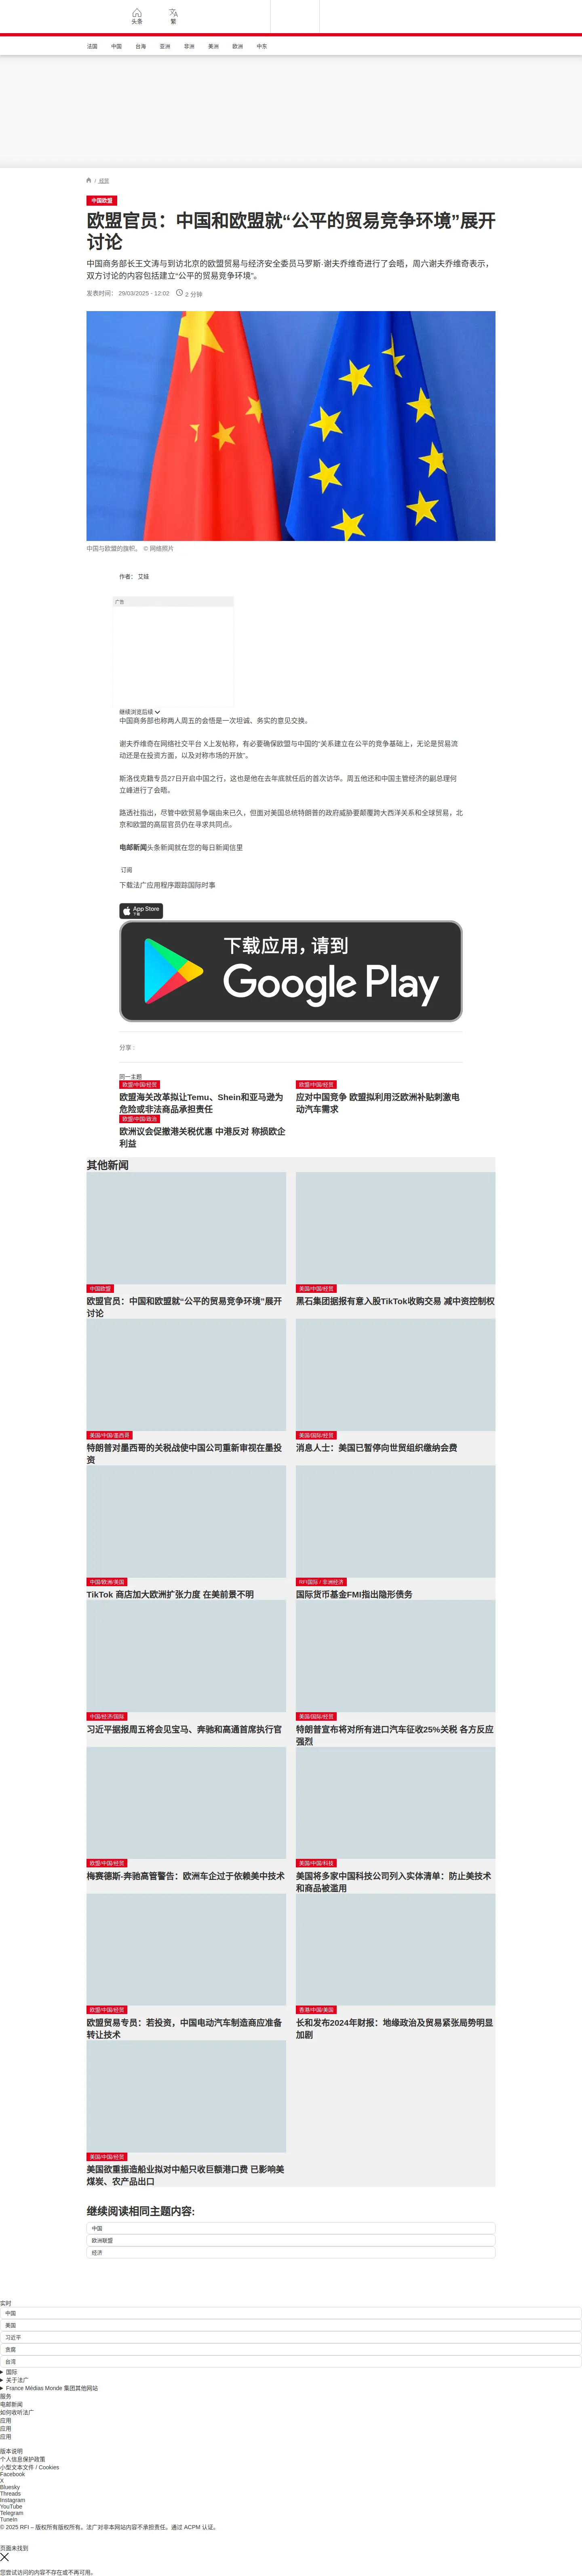 头条
繁
法国
中国
台海
亚洲
非洲
美洲
欧洲
中东
/ 经贸
中国欧盟
欧盟官员：中国和欧盟就“公平的贸易竞争环境”展开
讨论
中国商务部长王文涛与到访北京的欧盟贸易与经济安全委员马罗斯·谢夫乔维奇进行了会晤，周六谢夫乔维奇表示，
双方讨论的内容包括建立“公平的贸易竞争环境”。
发表时间： 29/03/2025 - 12:02
2 分钟
中国与欧盟的旗帜。 © 网络照片
作者： 艾筵
广告
继续浏览后续
中国商务部也称两人周五的会悟是一次坦诚、务实的意见交换。
谢夫乔维奇在网络社交平台 X上发帖称，有必要确保欧盟与中国的“关系建立在公平的竞争基础上，无论是贸易流
动还是在投资方面，以及对称市场的开放”。
斯洛伐克籍专员27日开启中国之行，这也是他在去年底就任后的首次访华。周五他还和中国主管经济的副总理何
立峰进行了会晤。
路透社指出，尽管中欧贸易争端由来已久，但面对美国总统特朗普的政府威胁要颠覆跨大西洋关系和全球贸易，北
京和欧盟的高层官员仍在寻求共同点。
电邮新闻头条新闻就在您的每日新闻信里
订阅
下载法广应用程序跟踪国际时事
App Store
下载
下载应用，请到
Google Play
分享 :
同一主题
欧盟/中国/经贸
欧盟海关改革拟让Temu、Shein和亚马逊为
危险或非法商品承担责任
欧盟/中国/经贸
应对中国竞争 欧盟拟利用泛欧洲补贴刺激电
动汽车需求
欧盟/中国/政治
欧洲议会促撤港关税优惠 中港反对 称损欧企
利益
其他新闻
中国欧盟
欧盟官员：中国和欧盟就“公平的贸易竞争环境”展开
讨论
美国/中国/经贸
黑石集团据报有意入股TikTok收购交易 减中资控制权
美国/中国/墨西哥
特朗普对墨西哥的关税战使中国公司重新审视在墨投
资
美国/国际/经贸
消息人士：美国已暂停向世贸组织缴纳会费
中国/欧洲/美国
TikTok 商店加大欧洲扩张力度 在美前景不明
RFI国际 / 非洲经济
国际货币基金FMI指出隐形债务
中国/经济/国际
习近平据报周五将会见宝马、奔驰和高通首席执行官
美国/国际/经贸
特朗普宣布将对所有进口汽车征收25%关税 各方反应
强烈
欧盟/中国/经贸
梅赛德斯-奔驰高管警告：欧洲车企过于依赖美中技术
美国/中国/科技
美国将多家中国科技公司列入实体清单：防止美技术
和商品被滥用
欧盟/中国/经贸
欧盟贸易专员：若投资，中国电动汽车制造商应准备
转让技术
香港/中国/美国
长和发布2024年财报：地缘政治及贸易紧张局势明显
加剧
美国/中国/经贸
美国欲重振造船业拟对中船只收巨额港口费 已影响美
煤炭、农产品出口
继续阅读相同主题内容:
中国
欧洲联盟
经济
实时
中国
美国
习近平
贪腐
台湾
国际
关于法广
France Médias Monde 集团其他网站
服务
电邮新闻
如何收听法广
应用
应用
应用
版本说明
个人信息保护政策
小型文本文件 / Cookies
Facebook
X
Bluesky
Threads
Instagram
YouTube
Telegram
TuneIn
© 2025 RFI – 版权所有版权所有。法广对非本网站内容不承担责任。通过 ACPM 认证。
页面未找到
您尝试访问的内容不存在或不再可用。